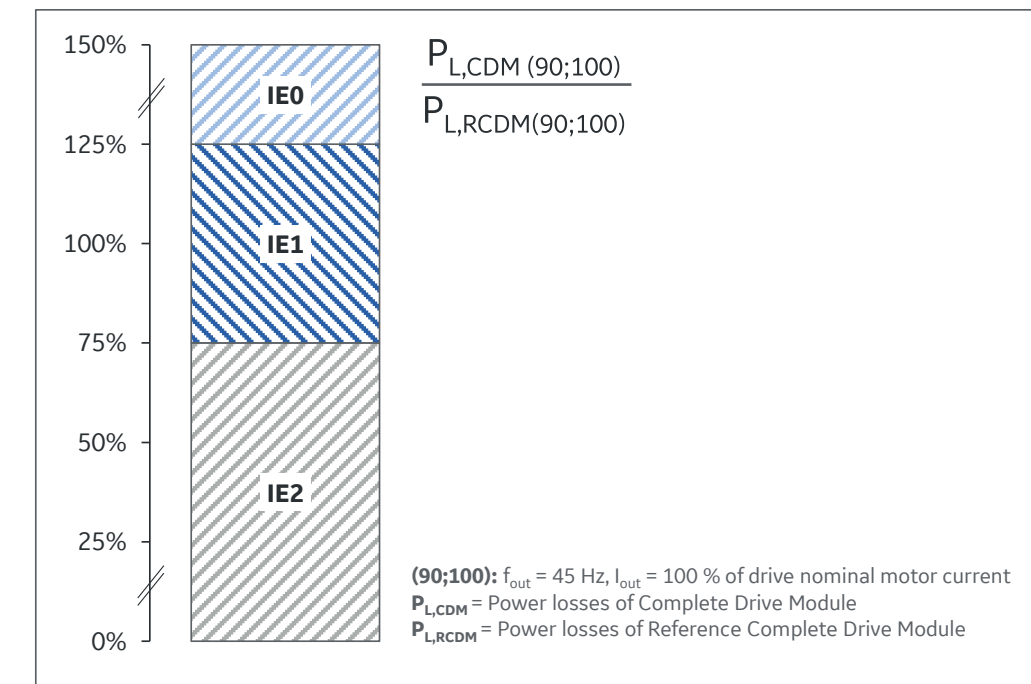 150%
P_L,CDM (90;100)
P_L,RCDM(90;100)
IE0
125%
100%
IE1
75%
50%
IE2
25%
(90;100): f_out = 45 Hz, I_out = 100 % of drive nominal motor current
P_L,CDM = Power losses of Complete Drive Module
P_L,RCDM = Power losses of Reference Complete Drive Module
0%